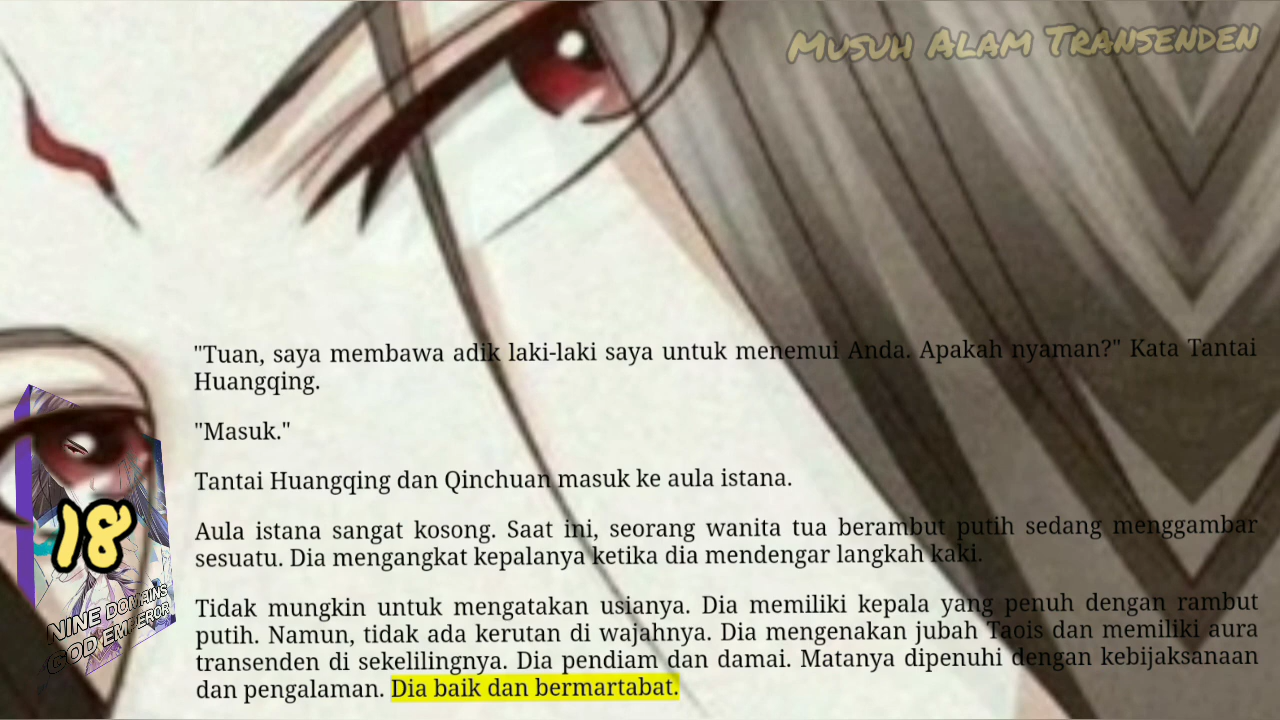 Musuh Alam Transenden
"Tuan, saya membawa adik laki-laki saya untuk menemui Anda. Apakah nyaman?" Kata Tantai
Huangqing.
"Masuk."
Tantai Huangqing dan Qinchuan masuk ke aula istana.
Aula istana sangat kosong. Saat ini, seorang wanita tua berambut putih sedang menggambar
sesuatu. Dia mengangkat kepalanya ketika dia mendengar langkah kaki.
Tidak mungkin untuk mengatakan usianya. Dia memiliki kepala yang penuh dengan rambut
putih. Namun, tidak ada kerutan di wajahnya. Dia mengenakan jubah Taois dan memiliki aura
transenden di sekelilingnya. Dia pendiam dan damai. Matanya dipenuhi dengan kebijaksanaan
dan pengalaman. Dia baik dan bermartabat.
18
NINE DOMAINS
GOD EMPEROR